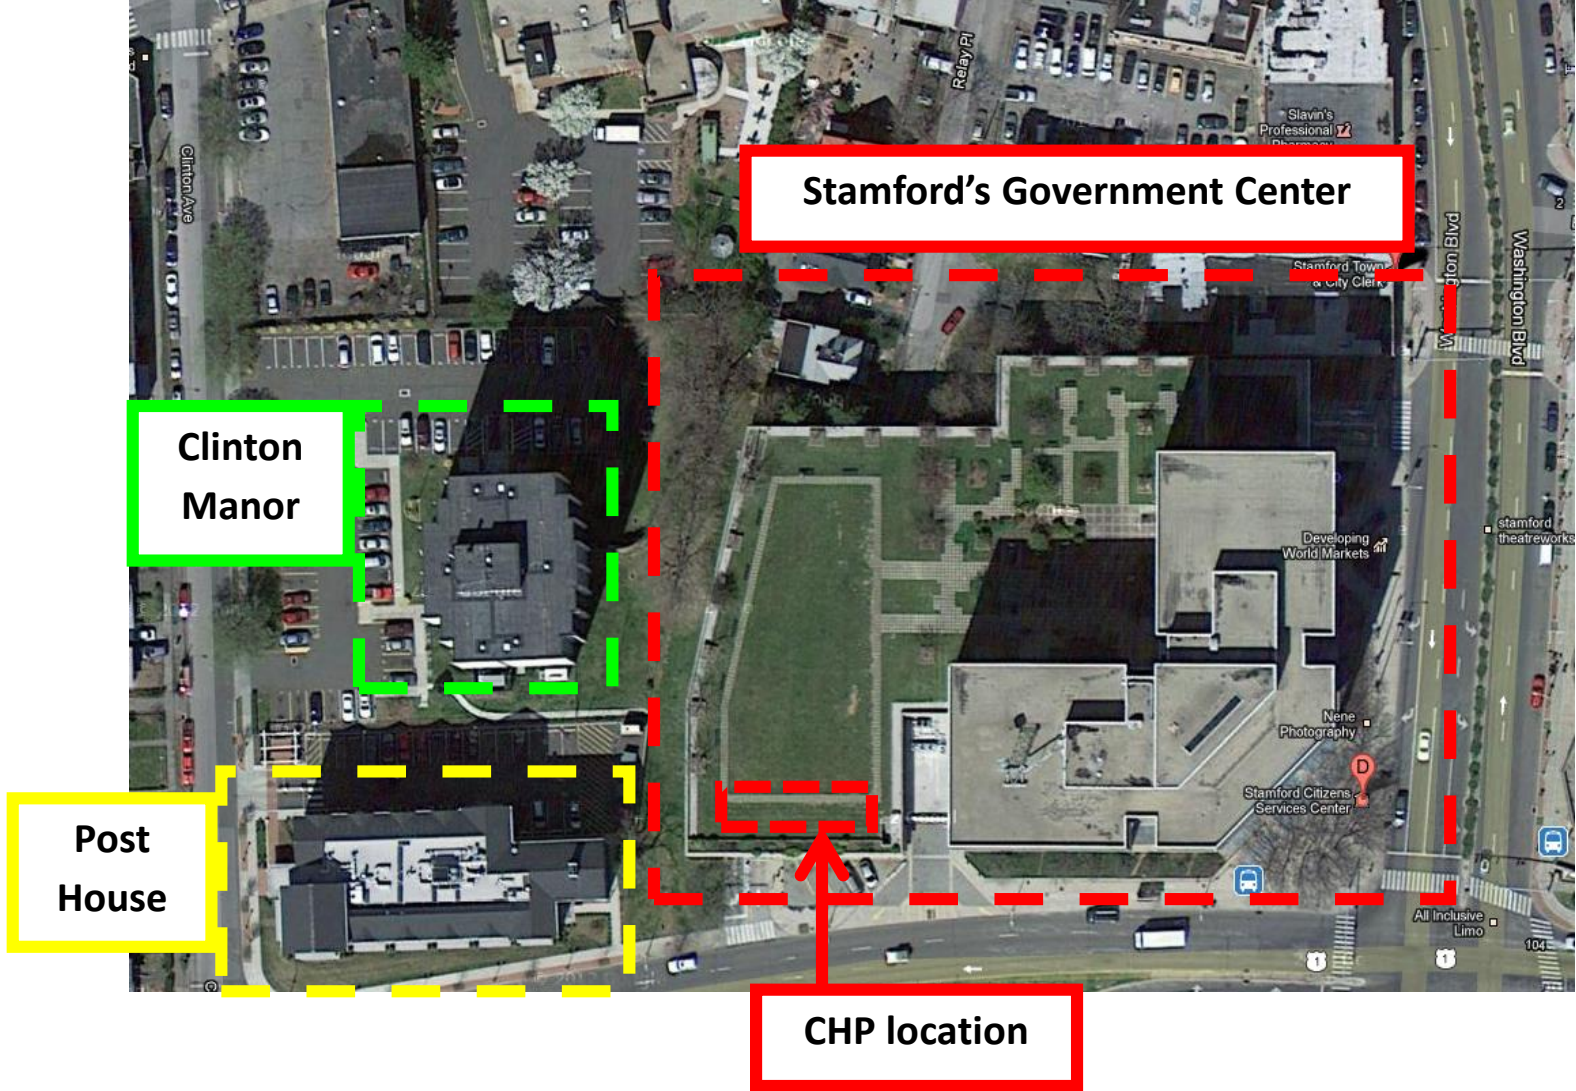 Relay Pl
Slavin's
Professional
Pharmacy
Clinton Ave
Stamford's Government Center
Washington Blvd
Stamford Town
& City Clerk
Clinton
Manor
stamford
theatreworks
Developing
World Markets
Nene
Photography
D
Stamford Citizens
Services Center
Post
House
All Inclusive
Limo
104
1
1
2
CHP location